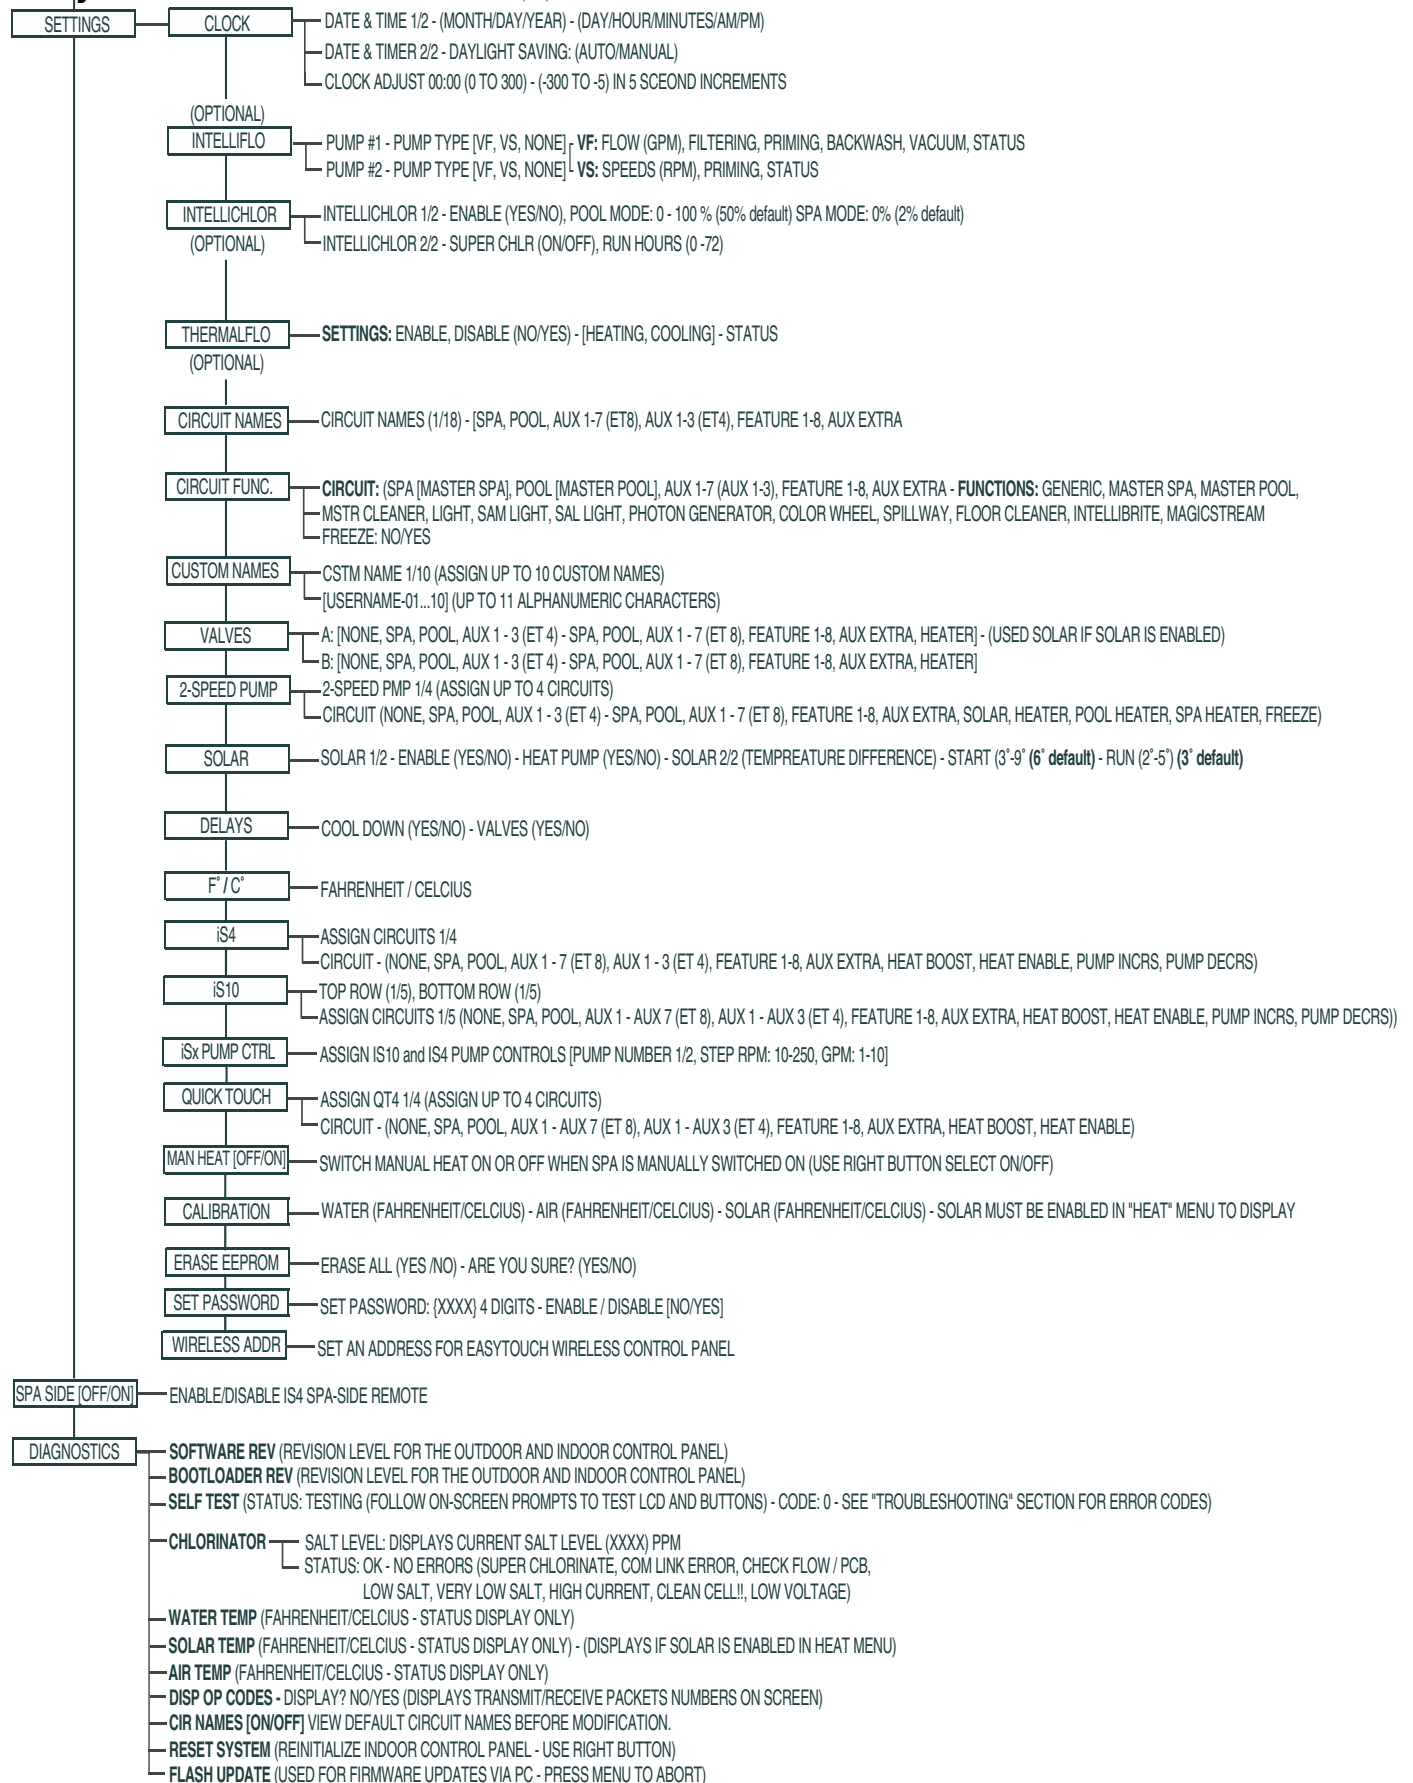 SETTINGS
CLOCK
DATE & TIME 1/2 - (MONTH/DAY/YEAR) - (DAY/HOUR/MINUTES/AM/PM)
DATE & TIMER 2/2 - DAYLIGHT SAVING: (AUTO/MANUAL)
CLOCK ADJUST 00:00 (0 TO 300) - (-300 TO -5) IN 5 SCEOND INCREMENTS
(OPTIONAL)
INTELLIFLO
PUMP #1 - PUMP TYPE [VF, VS, NONE] - VF: FLOW (GPM), FILTERING, PRIMING, BACKWASH, VACUUM, STATUS
PUMP #2 - PUMP TYPE [VF, VS, NONE] - VS: SPEEDS (RPM), PRIMING, STATUS
INTELLICHLOR
(OPTIONAL)
INTELLICHLOR 1/2 - ENABLE (YES/NO), POOL MODE: 0 - 100 % (50% default) SPA MODE: 0% (2% default)
INTELLICHLOR 2/2 - SUPER CHLR (ON/OFF), RUN HOURS (0 -72)
THERMALFLO
(OPTIONAL)
SETTINGS: ENABLE, DISABLE (NO/YES) - [HEATING, COOLING] - STATUS
CIRCUIT NAMES
CIRCUIT NAMES (1/18) - [SPA, POOL, AUX 1-7 (ET8), AUX 1-3 (ET4), FEATURE 1-8, AUX EXTRA
CIRCUIT FUNC.
CIRCUIT: (SPA [MASTER SPA], POOL [MASTER POOL], AUX 1-7 (AUX 1-3), FEATURE 1-8, AUX EXTRA - FUNCTIONS: GENERIC, MASTER SPA, MASTER POOL,
MSTR CLEANER, LIGHT, SAM LIGHT, SAL LIGHT, PHOTON GENERATOR, COLOR WHEEL, SPILLWAY, FLOOR CLEANER, INTELLIBRITE, MAGICSTREAM
FREEZE: NO/YES
CUSTOM NAMES
CSTM NAME 1/10 (ASSIGN UP TO 10 CUSTOM NAMES)
[USERNAME-01...10] (UP TO 11 ALPHANUMERIC CHARACTERS)
VALVES
A: [NONE, SPA, POOL, AUX 1 - 3 (ET 4) - SPA, POOL, AUX 1 - 7 (ET 8), FEATURE 1-8, AUX EXTRA, HEATER] - (USED SOLAR IF SOLAR IS ENABLED)
B: [NONE, SPA, POOL, AUX 1 - 3 (ET 4) - SPA, POOL, AUX 1 - 7 (ET 8), FEATURE 1-8, AUX EXTRA, HEATER]
2-SPEED PUMP
2-SPEED PMP 1/4 (ASSIGN UP TO 4 CIRCUITS)
CIRCUIT (NONE, SPA, POOL, AUX 1 - 3 (ET 4) - SPA, POOL, AUX 1 - 7 (ET 8), FEATURE 1-8, AUX EXTRA, SOLAR, HEATER, POOL HEATER, SPA HEATER, FREEZE)
SOLAR
SOLAR 1/2 - ENABLE (YES/NO) - HEAT PUMP (YES/NO) - SOLAR 2/2 (TEMPREATURE DIFFERENCE) - START (3˚-9˚ (6˚ default) - RUN (2˚-5˚) (3˚ default)
DELAYS
COOL DOWN (YES/NO) - VALVES (YES/NO)
F˚ / C˚
FAHRENHEIT / CELCIUS
iS4
ASSIGN CIRCUITS 1/4
CIRCUIT - (NONE, SPA, POOL, AUX 1 - 7 (ET 8), AUX 1 - 3 (ET 4), FEATURE 1-8, AUX EXTRA, HEAT BOOST, HEAT ENABLE, PUMP INCRS, PUMP DECRS)
iS10
TOP ROW (1/5), BOTTOM ROW (1/5)
ASSIGN CIRCUITS 1/5 (NONE, SPA, POOL, AUX 1 - AUX 7 (ET 8), AUX 1 - AUX 3 (ET 4), FEATURE 1-8, AUX EXTRA, HEAT BOOST, HEAT ENABLE, PUMP INCRS, PUMP DECRS))
iSx PUMP CTRL
ASSIGN IS10 and IS4 PUMP CONTROLS [PUMP NUMBER 1/2, STEP RPM: 10-250, GPM: 1-10]
QUICK TOUCH
ASSIGN QT4 1/4 (ASSIGN UP TO 4 CIRCUITS)
CIRCUIT - (NONE, SPA, POOL, AUX 1 - AUX 7 (ET 8), AUX 1 - AUX 3 (ET 4), FEATURE 1-8, AUX EXTRA, HEAT BOOST, HEAT ENABLE)
MAN HEAT [OFF/ON]
SWITCH MANUAL HEAT ON OR OFF WHEN SPA IS MANUALLY SWITCHED ON (USE RIGHT BUTTON SELECT ON/OFF)
CALIBRATION
WATER (FAHRENHEIT/CELCIUS) - AIR (FAHRENHEIT/CELCIUS) - SOLAR (FAHRENHEIT/CELCIUS) - SOLAR MUST BE ENABLED IN "HEAT" MENU TO DISPLAY
ERASE EEPROM
ERASE ALL (YES /NO) - ARE YOU SURE? (YES/NO)
SET PASSWORD
SET PASSWORD: {XXXX} 4 DIGITS - ENABLE / DISABLE [NO/YES]
WIRELESS ADDR
SET AN ADDRESS FOR EASYTOUCH WIRELESS CONTROL PANEL
SPA SIDE [OFF/ON]
ENABLE/DISABLE IS4 SPA-SIDE REMOTE
DIAGNOSTICS
SOFTWARE REV (REVISION LEVEL FOR THE OUTDOOR AND INDOOR CONTROL PANEL)
BOOTLOADER REV (REVISION LEVEL FOR THE OUTDOOR AND INDOOR CONTROL PANEL)
SELF TEST (STATUS: TESTING (FOLLOW ON-SCREEN PROMPTS TO TEST LCD AND BUTTONS) - CODE: 0 - SEE "TROUBLESHOOTING" SECTION FOR ERROR CODES)
CHLORINATOR
SALT LEVEL: DISPLAYS CURRENT SALT LEVEL (XXXX) PPM
STATUS: OK - NO ERRORS (SUPER CHLORINATE, COM LINK ERROR, CHECK FLOW / PCB,
LOW SALT, VERY LOW SALT, HIGH CURRENT, CLEAN CELL!!, LOW VOLTAGE)
WATER TEMP (FAHRENHEIT/CELCIUS - STATUS DISPLAY ONLY)
SOLAR TEMP (FAHRENHEIT/CELCIUS - STATUS DISPLAY ONLY) - (DISPLAYS IF SOLAR IS ENABLED IN HEAT MENU)
AIR TEMP (FAHRENHEIT/CELCIUS - STATUS DISPLAY ONLY)
DISP OP CODES - DISPLAY? NO/YES (DISPLAYS TRANSMIT/RECEIVE PACKETS NUMBERS ON SCREEN)
CIR NAMES [ON/OFF] VIEW DEFAULT CIRCUIT NAMES BEFORE MODIFICATION.
RESET SYSTEM (REINITIALIZE INDOOR CONTROL PANEL - USE RIGHT BUTTON)
FLASH UPDATE (USED FOR FIRMWARE UPDATES VIA PC - PRESS MENU TO ABORT)